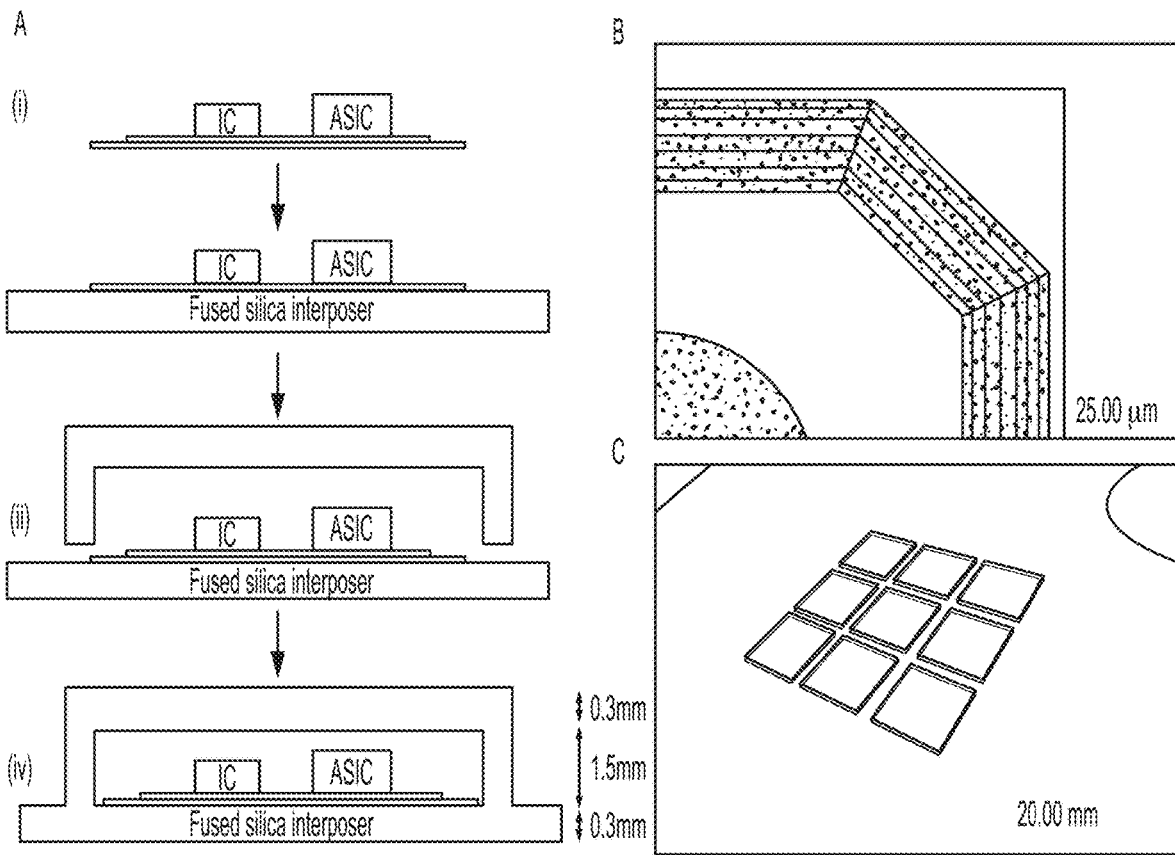 A
(i)
IC
ASIC
IC
ASIC
Fused silica interposer
(ii)
IC
ASIC
Fused silica interposer
(iv)
IC
ASIC
Fused silica interposer
0.3mm
1.5mm
0.3mm
B
25.00 μm
C
20.00 mm